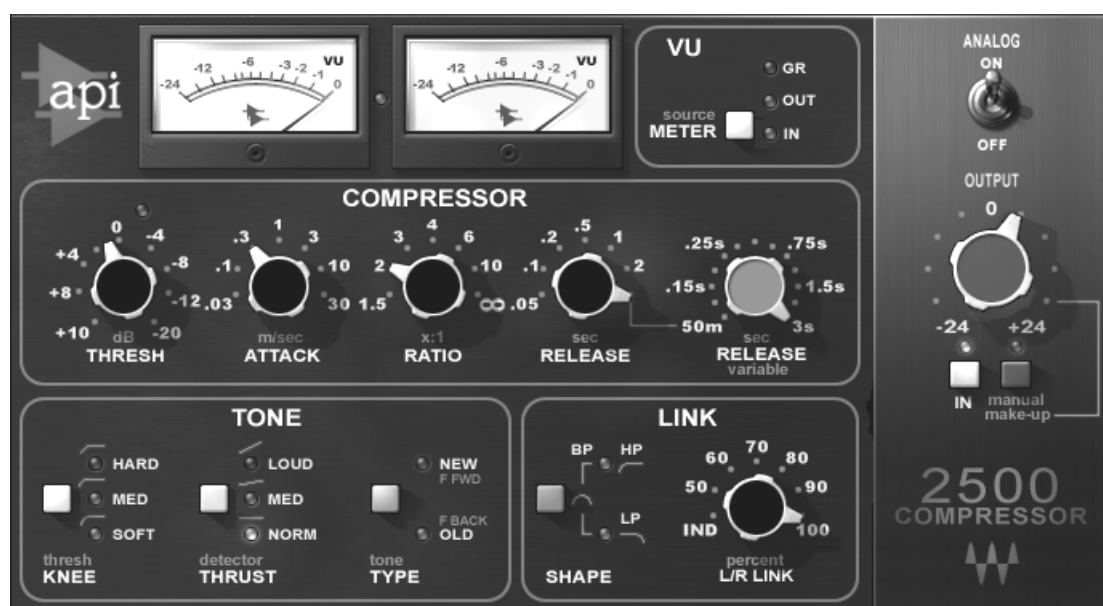 api
-24 -12 -6 -3 -2 -1 0 VU
-24 -12 -6 -3 -2 -1 0 VU
VU
GR
OUT
IN
source
METER
ANALOG
ON
OFF
OUTPUT
0
-24 +24
IN
manual
make-up
2500
COMPRESSOR
COMPRESSOR
+10 +8 +4 0 -4 -8 -12 -20
dB
THRESH
.03 .1 .3 1 3 10 30
m/sec
ATTACK
1.5 2 3 4 6 10 ∞
x:1
RATIO
.05 .1 .2 .5 1 2
sec
RELEASE
50m .15s .25s .75s 1.5s 3s
sec
RELEASE
variable
TONE
HARD
MED
SOFT
thresh
KNEE
LOUD
MED
NORM
detector
THRUST
NEW
F FWD
F BACK
OLD
tone
TYPE
LINK
BP HP
LP
SHAPE
IND 50 60 70 80 90 100
percent
L/R LINK